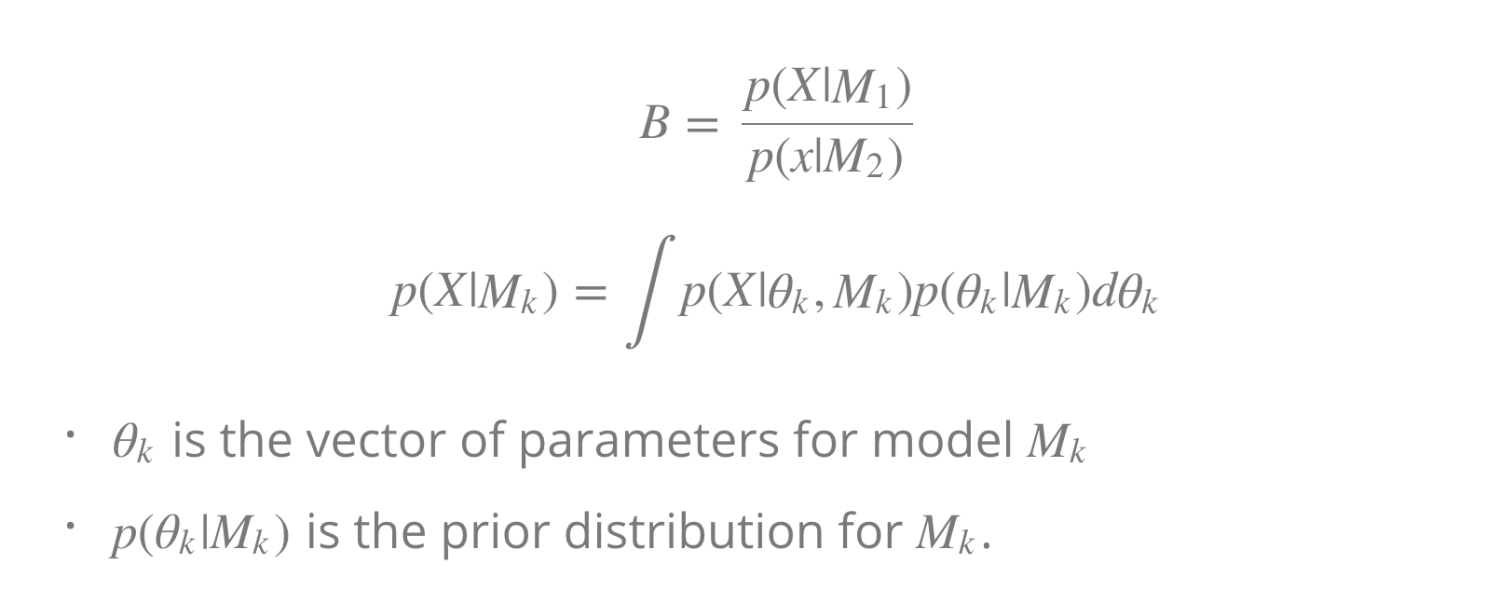 B = p(X|M₁) / p(x|M₂)
p(X|Mₖ) = ∫ p(X|θₖ, Mₖ)p(θₖ|Mₖ)dθₖ
· θₖ is the vector of parameters for model Mₖ
· p(θₖ|Mₖ) is the prior distribution for Mₖ.